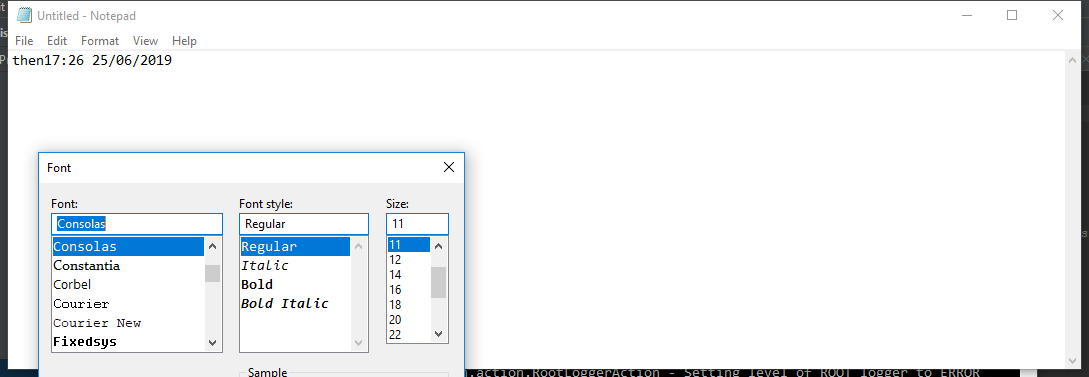 Untitled - Notepad
File Edit Format View Help
then17:26 25/06/2019
Font
Font: Font style: Size:
Consolas Regular 11
Consolas Regular 11
Constantia Italic 12
Corbel Bold 14
Courier Bold Italic 16
Courier New 18
Fixedsys 20
22
Sample
.action.RootLoggerAction - Setting level of ROOT logger to ERROR